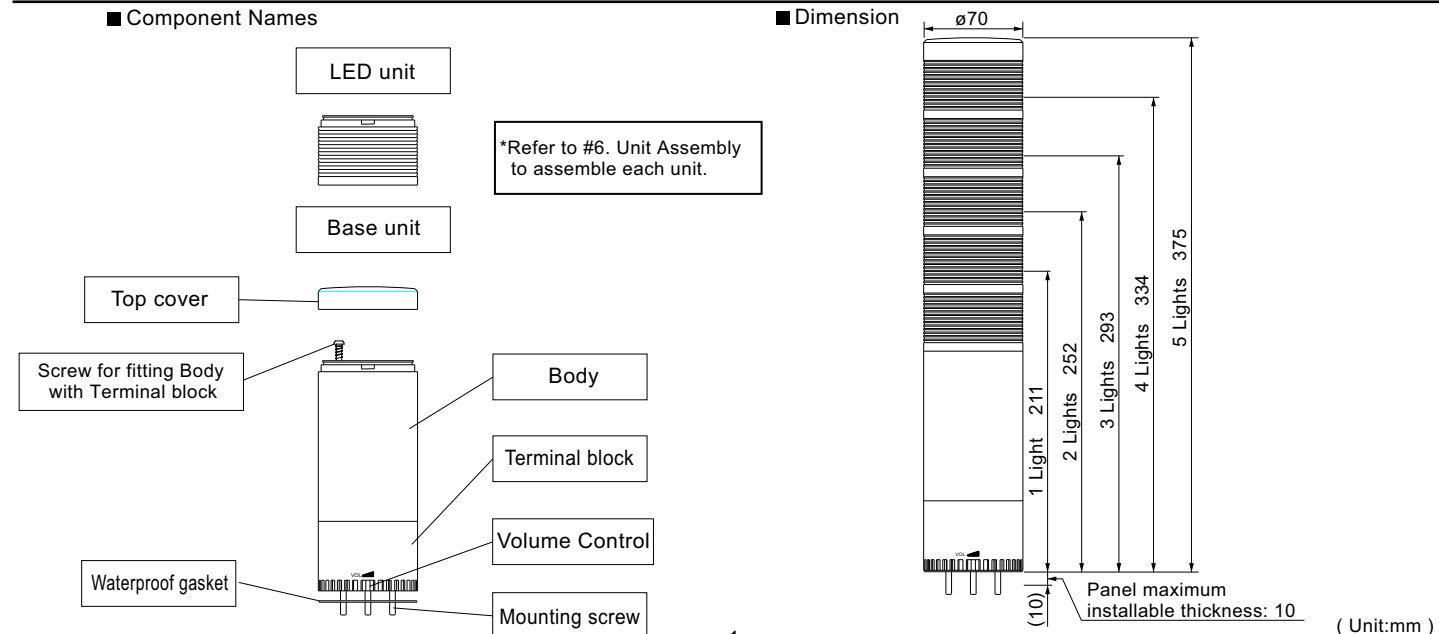 ■ Component Names
LED unit
*Refer to #6. Unit Assembly
to assemble each unit.
Base unit
Top cover
Screw for fitting Body
with Terminal block
Body
Terminal block
Volume Control
VOL
Waterproof gasket
Mounting screw
■ Dimension
ø70
1 Light 211
2 Lights 252
3 Lights 293
4 Lights 334
5 Lights 375
VOL
(10)
Panel maximum
installable thickness: 10
( Unit:mm )